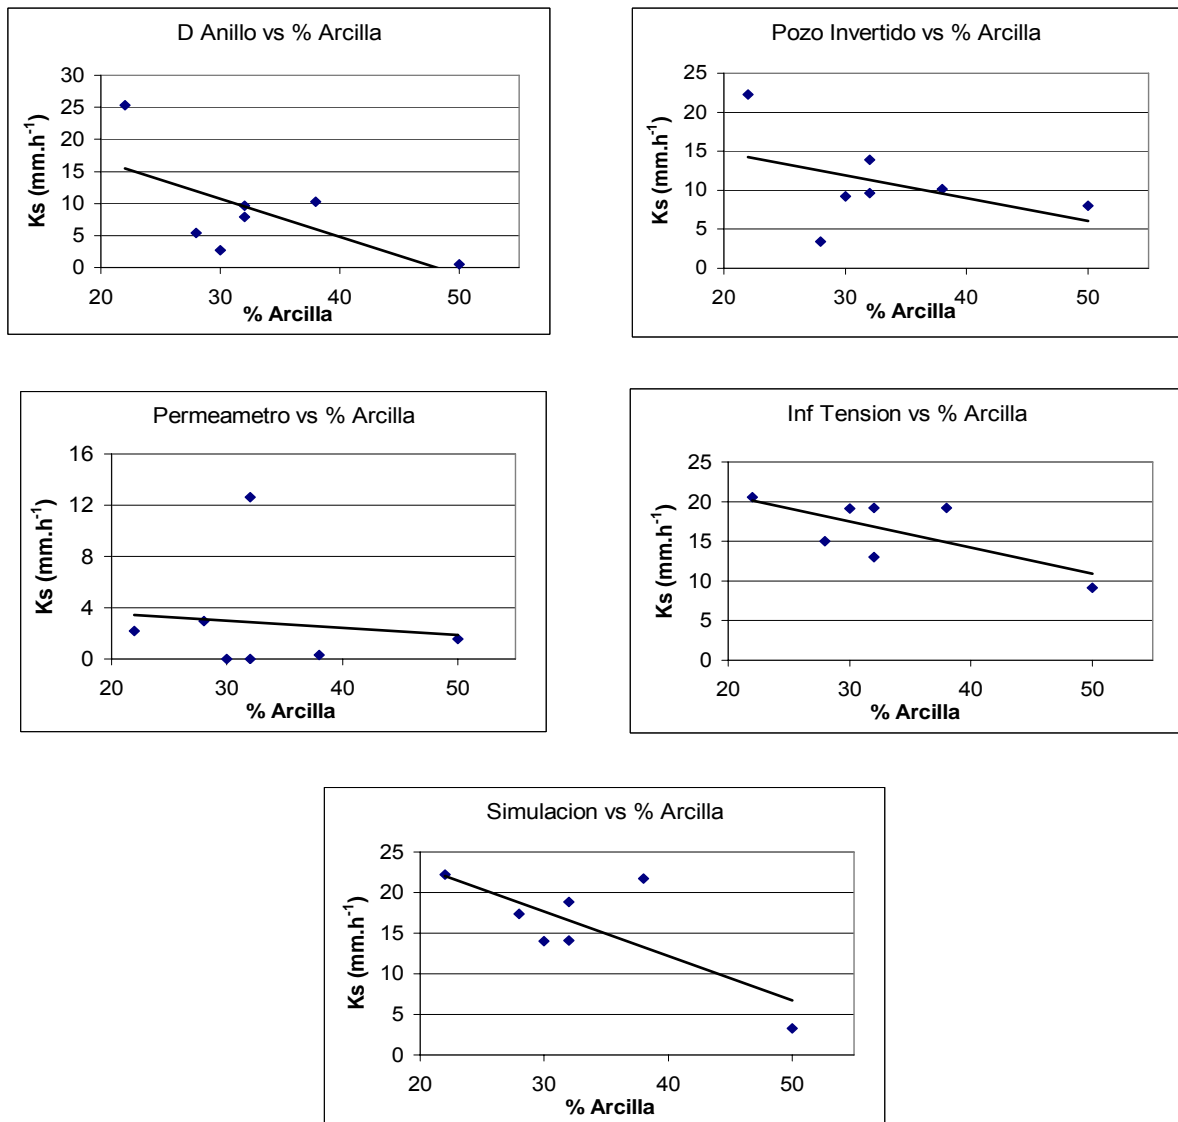 D Anillo vs % Arcilla
30
25
20
15
10
5
0
20 30 40 50
Ks (mm.h-1)
% Arcilla
Pozo Invertido vs % Arcilla
25
20
15
10
5
0
20 30 40 50
Ks (mm.h-1)
% Arcilla
Permeametro vs % Arcilla
16
12
8
4
0
20 30 40 50
Ks (mm.h-1)
% Arcilla
Inf Tension vs % Arcilla
25
20
15
10
5
0
20 30 40 50
Ks (mm.h-1)
% Arcilla
Simulacion vs % Arcilla
25
20
15
10
5
0
20 30 40 50
Ks (mm.h-1)
% Arcilla